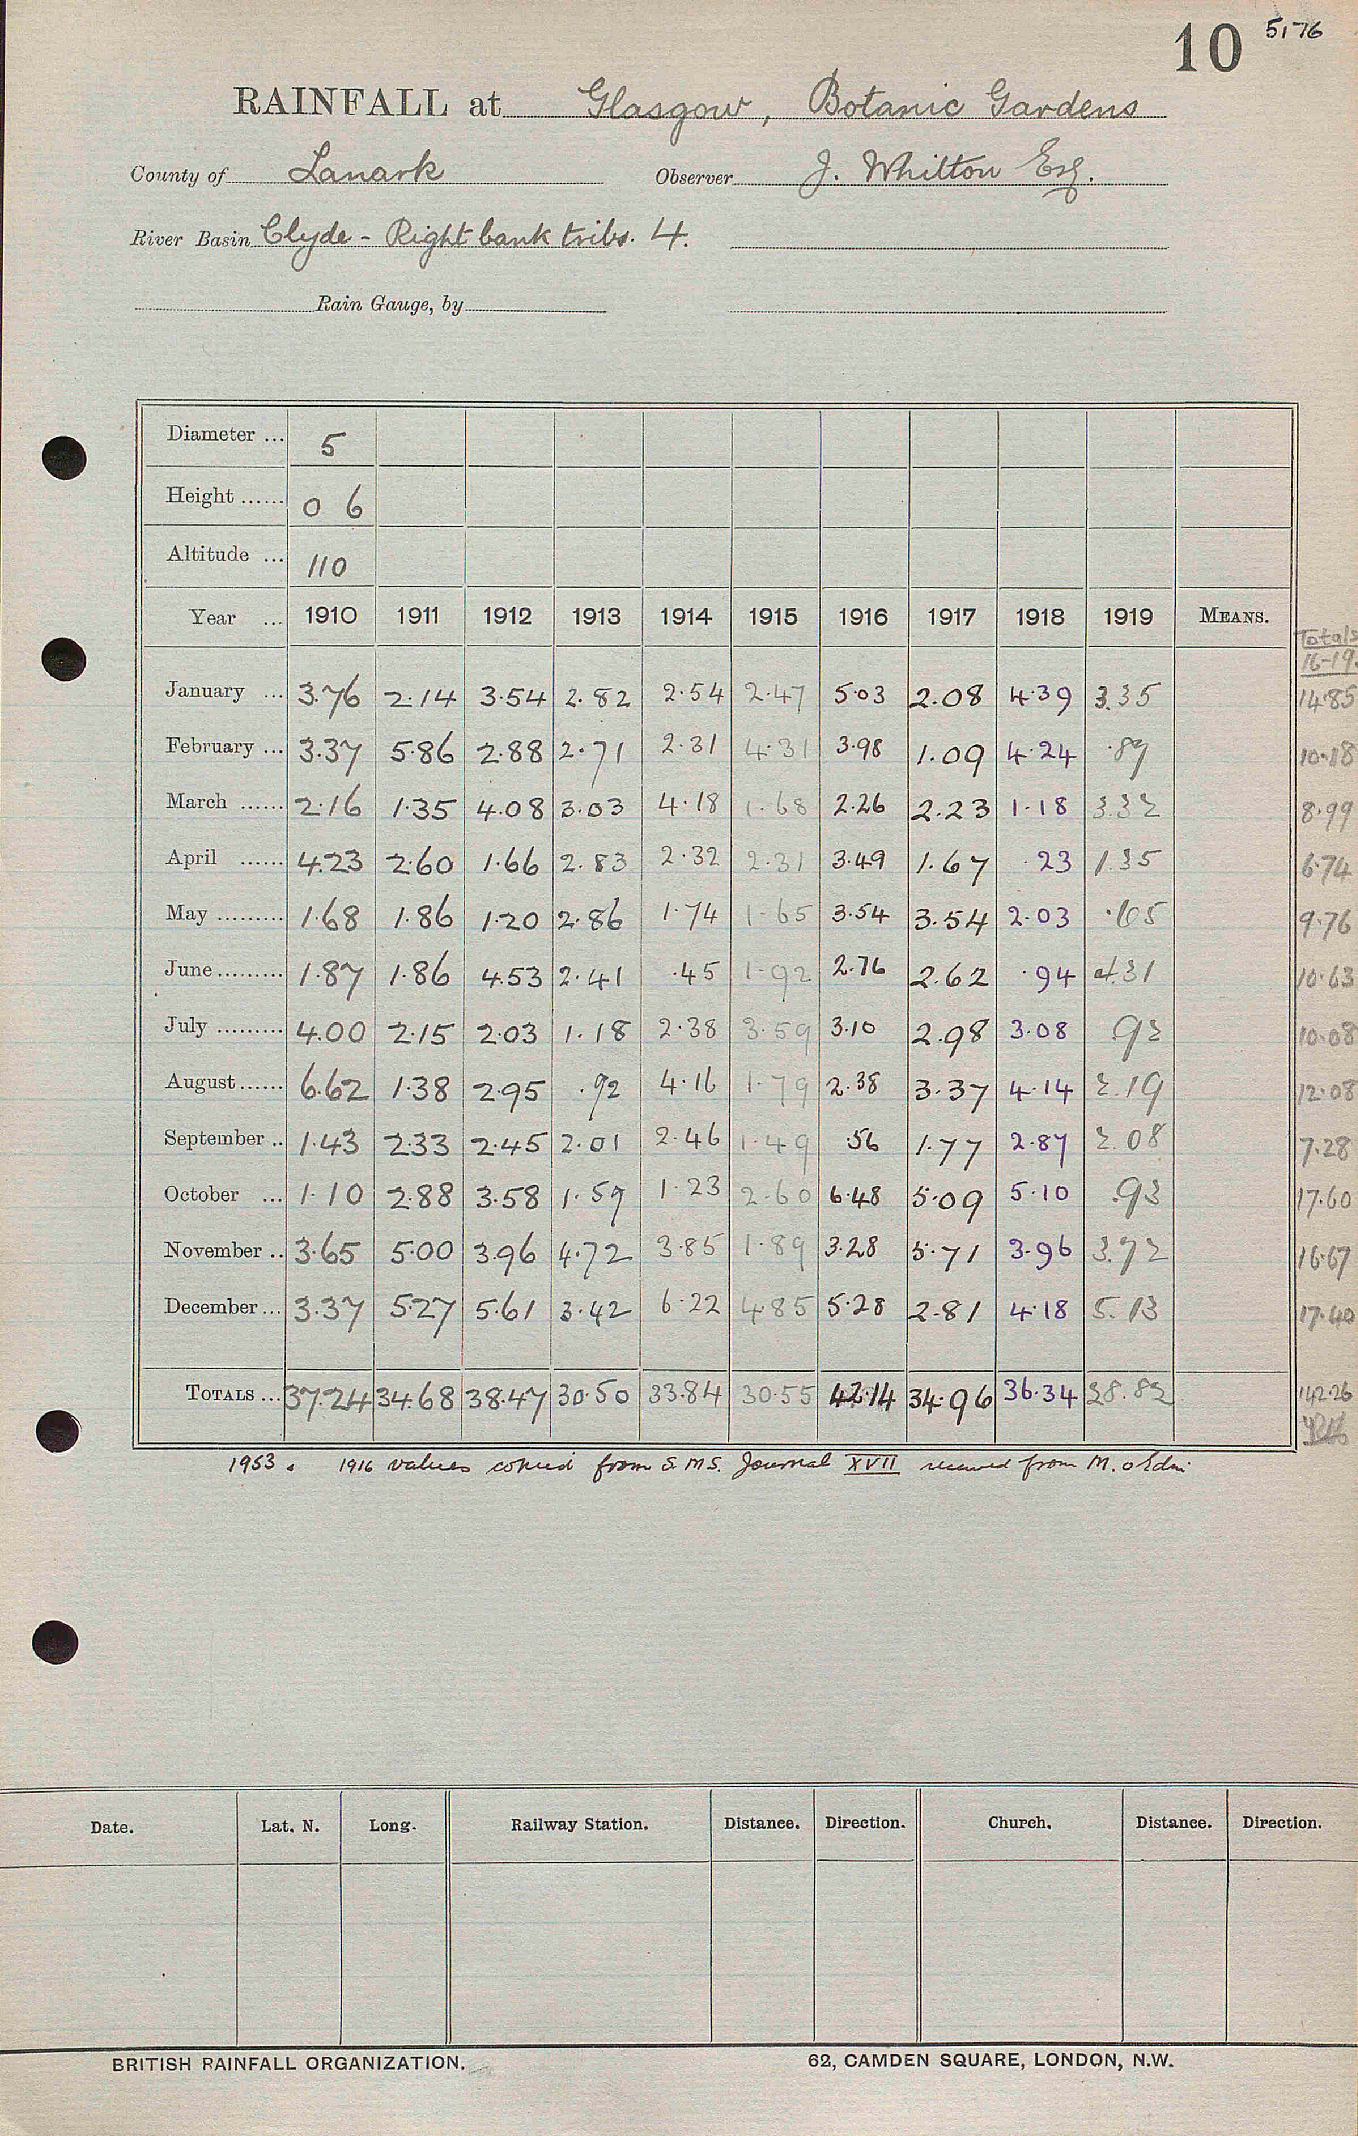 10 5176
RAINFALL at Glasgow, Botanic Gardens
County of Lanark Observer J. Whitton Esq.
River Basin Clyde - Right bank tribs. 4.
Rain Gauge, by
Diameter ... 5
Height ...... 0 6
Altitude ... 110
Year ... 1910 1911 1912 1913 1914 1915 1916 1917 1918 1919 MEANS. Totals 16-19.
January ... 3.76 2.14 3.54 2.82 2.54 2.47 5.03 2.08 4.39 3.35 14.85
February ... 3.37 5.86 2.88 2.71 2.31 4.31 3.98 1.09 4.24 .87 10.18
March ...... 2.16 1.35 4.08 3.03 4.18 1.68 2.26 2.23 1.18 3.32 8.99
April ...... 4.23 2.60 1.66 2.83 2.32 2.31 3.49 1.67 .23 1.35 6.74
May ......... 1.68 1.86 1.20 2.86 1.74 1.65 3.54 3.54 2.03 .65 9.76
June ......... 1.87 1.86 4.53 2.41 .45 1.92 2.76 2.62 .94 4.31 10.63
July ......... 4.00 2.15 2.03 1.18 2.38 3.59 3.10 2.98 3.08 .92 10.08
August ...... 6.62 1.38 2.95 .92 4.16 1.79 2.38 3.37 4.14 2.19 12.08
September .. 1.43 2.33 2.45 2.01 2.46 1.49 .56 1.77 2.87 2.08 7.28
October ... 1.10 2.88 3.58 1.59 1.23 2.60 6.48 5.09 5.10 .93 17.60
November .. 3.65 5.00 3.96 4.72 3.85 1.89 3.28 5.71 3.96 3.72 16.67
December ... 3.37 5.27 5.61 3.42 6.22 4.85 5.28 2.81 4.18 5.13 17.40
TOTALS ... 37.24 34.68 38.47 30.50 33.84 30.55 42.14 34.96 36.34 28.82 142.26
1953. 1916 values copied from S.M.S. Journal XVII received from M.O. Edin.
Date. Lat. N. Long. Railway Station. Distance. Direction. Church. Distance. Direction.
BRITISH RAINFALL ORGANIZATION. 62, CAMDEN SQUARE, LONDON, N.W.